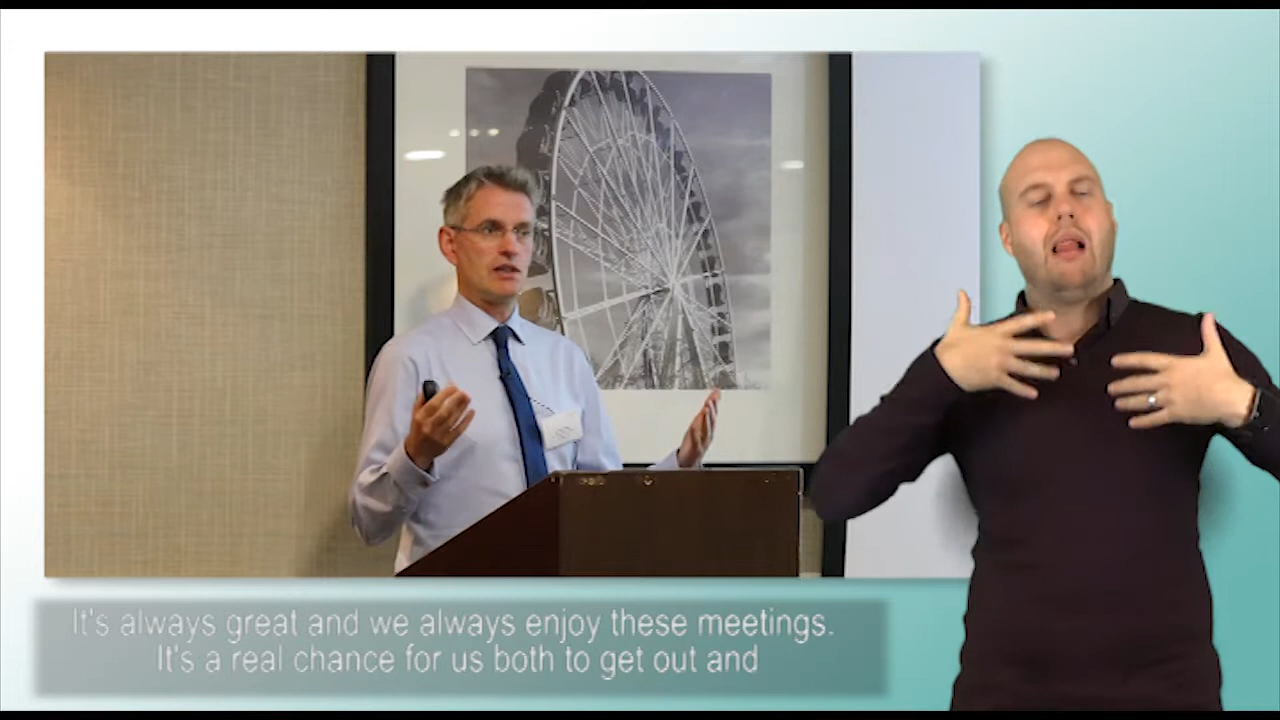 It's always great and we always enjoy these meetings.
It's a real chance for us both to get out and